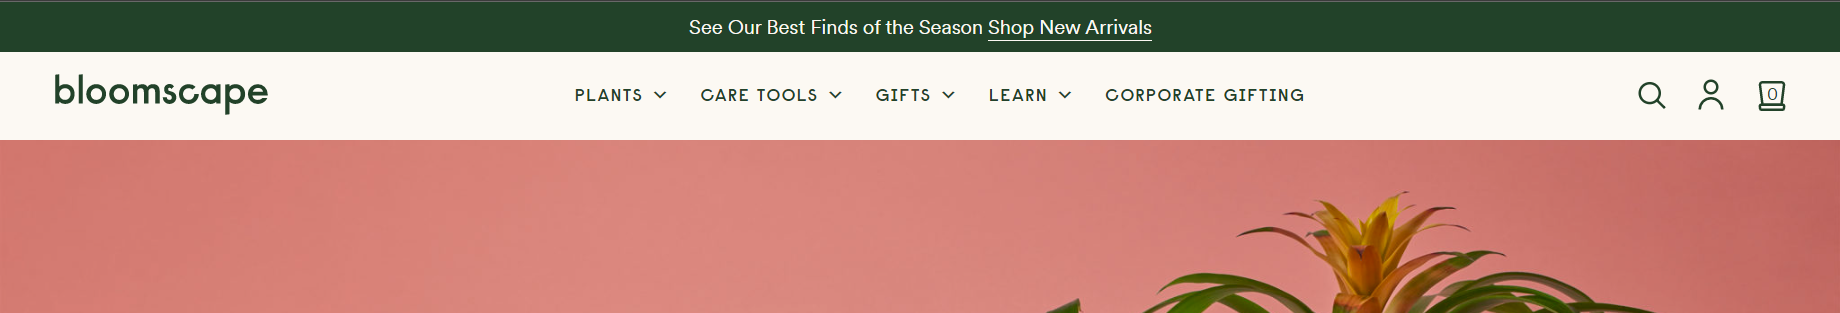 See Our Best Finds of the Season Shop New Arrivals
bloomscape PLANTS CARE TOOLS GIFTS LEARN CORPORATE GIFTING 0